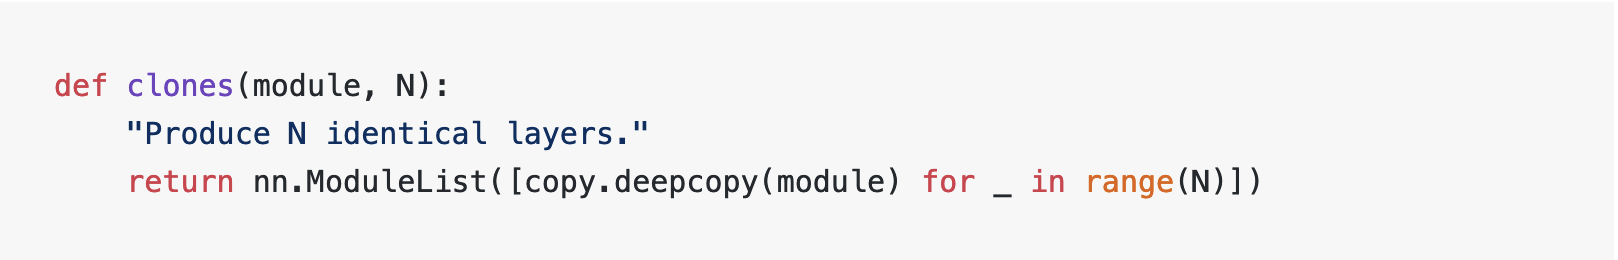 def clones(module, N):
    "Produce N identical layers."
    return nn.ModuleList([copy.deepcopy(module) for _ in range(N)])